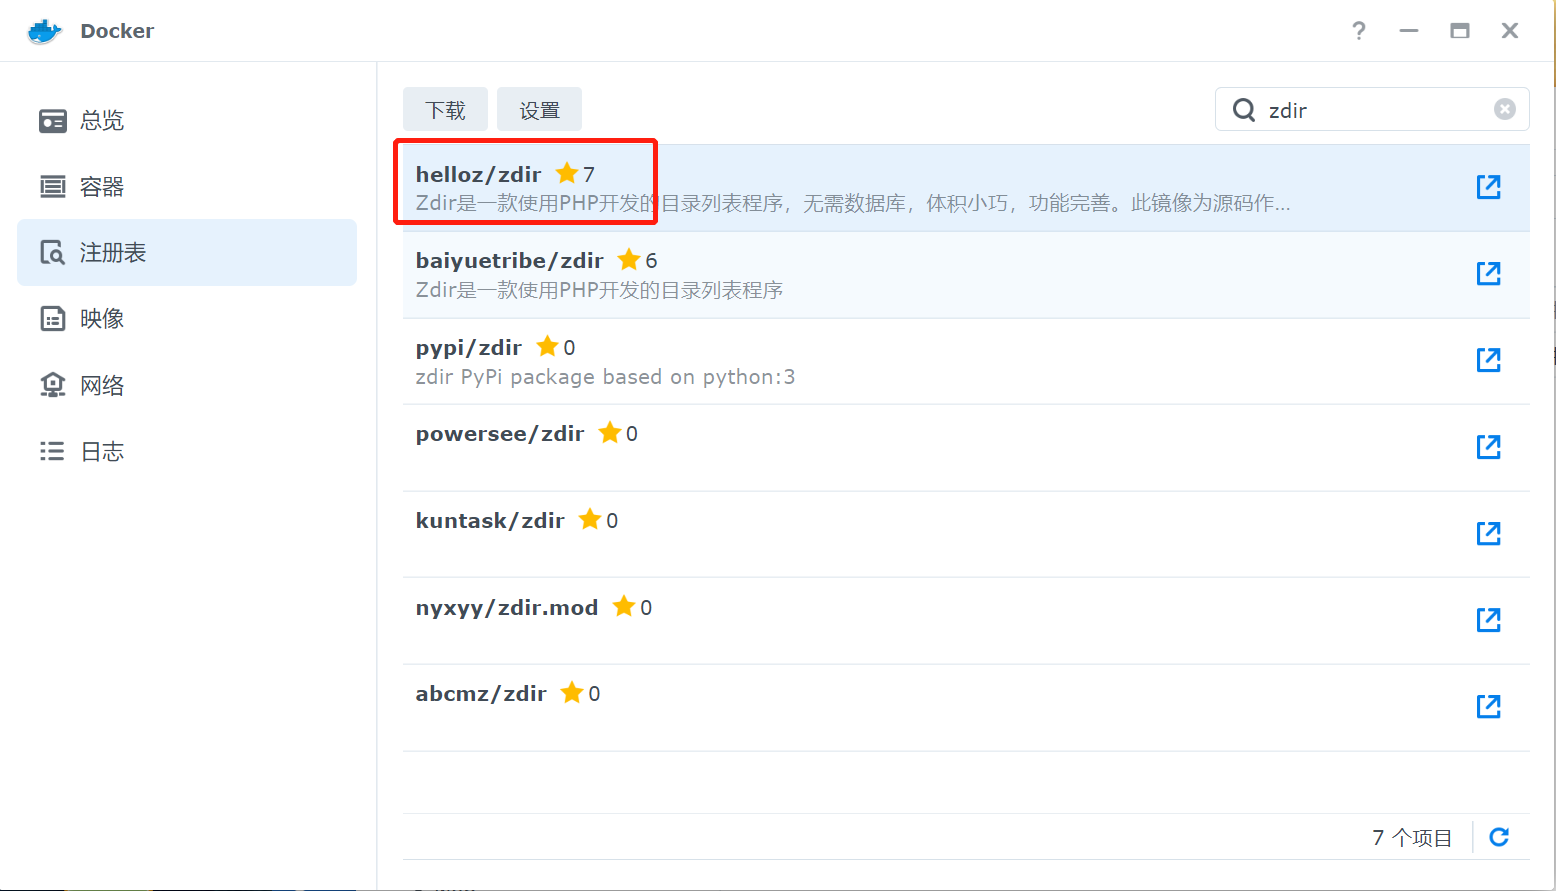 Docker
总览
容器
注册表
映像
网络
日志
下载
设置
zdir
helloz/zdir 7
Zdir是一款使用PHP开发的目录列表程序，无需数据库，体积小巧，功能完善。此镜像为源码作...
baiyuetribe/zdir 6
Zdir是一款使用PHP开发的目录列表程序
pypi/zdir 0
zdir PyPi package based on python:3
powersee/zdir 0
kuntask/zdir 0
nyxyy/zdir.mod 0
abcmz/zdir 0
7 个项目